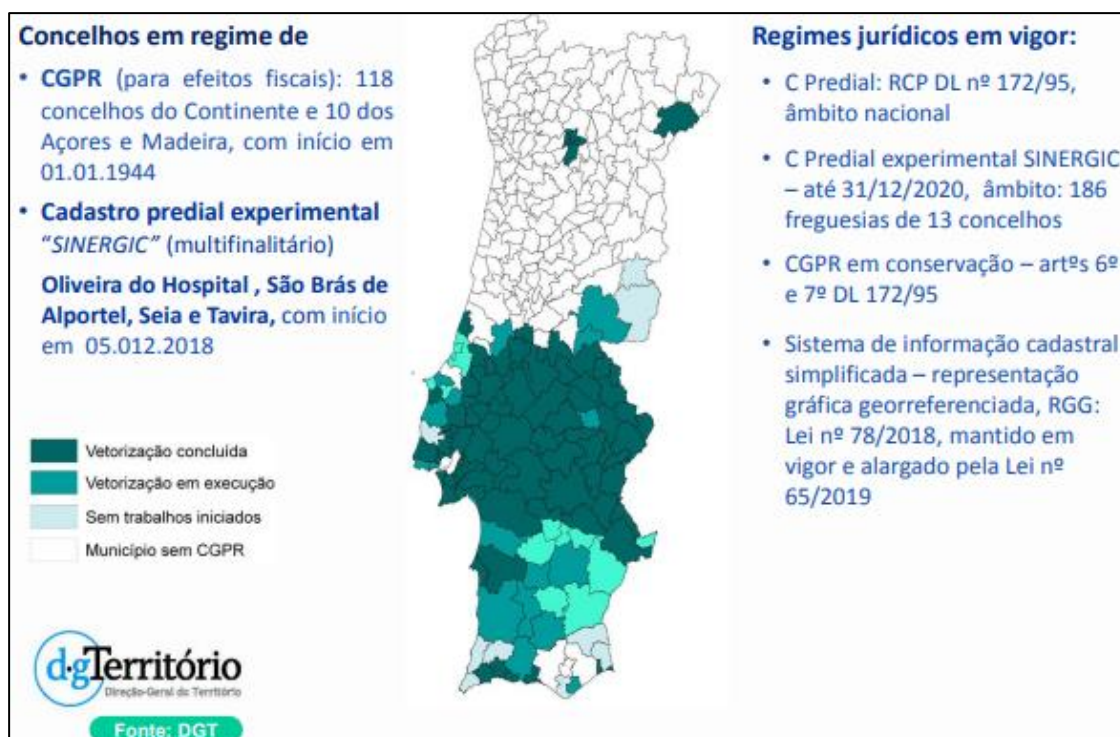 Concelhos em regime de
• CGPR (para efeitos fiscais): 118
concelhos do Continente e 10 dos
Açores e Madeira, com início em
01.01.1944
• Cadastro predial experimental
“SINERGIC” (multifinalitário)
Oliveira do Hospital , São Brás de
Alportel, Seia e Tavira, com início
em 05.012.2018
Vetorização concluída
Vetorização em execução
Sem trabalhos iniciados
Município sem CGPR
d·gTerritório
Direção-Geral do Território
Fonte: DGT
Regimes jurídicos em vigor:
• C Predial: RCP DL nº 172/95,
âmbito nacional
• C Predial experimental SINERGIC
– até 31/12/2020, âmbito: 186
freguesias de 13 concelhos
• CGPR em conservação – artºs 6º
e 7º DL 172/95
• Sistema de informação cadastral
simplificada – representação
gráfica georreferenciada, RGG:
Lei nº 78/2018, mantido em
vigor e alargado pela Lei nº
65/2019